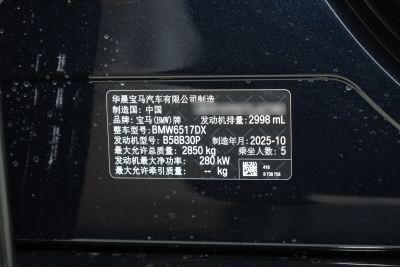 华晨宝马汽车有限公司制造
制造国：中国
品牌：宝马(BMW)牌 发动机排量：2998 mL
整车型号：BMW6517DX
发动机型号：B58B30P 制造年月：2025-10
最大允许总质量：2850 kg 乘坐人数：5
发动机最大净功率：280 kW
最大允许牵引质量：-- kg